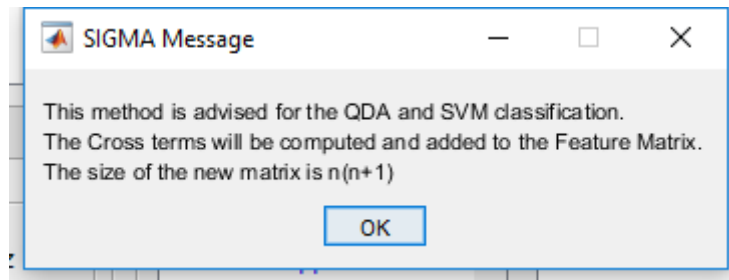 SIGMA Message
This method is advised for the QDA and SVM classification.
The Cross terms will be computed and added to the Feature Matrix.
The size of the new matrix is n(n+1)
OK